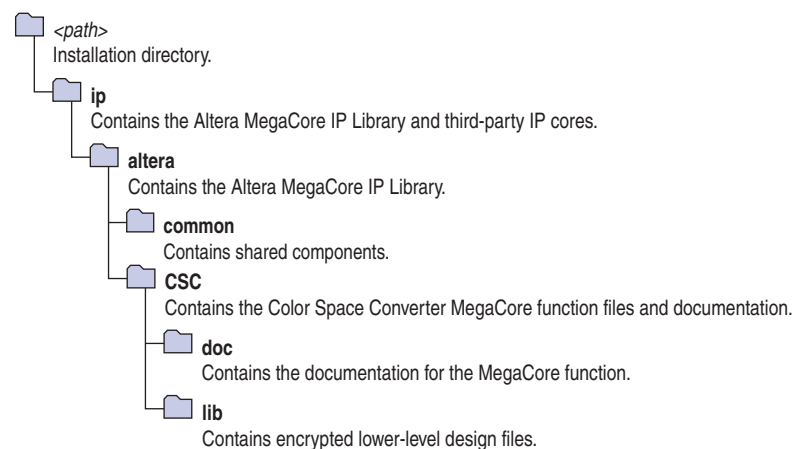 <path>
Installation directory.
ip
Contains the Altera MegaCore IP Library and third-party IP cores.
altera
Contains the Altera MegaCore IP Library.
common
Contains shared components.
CSC
Contains the Color Space Converter MegaCore function files and documentation.
doc
Contains the documentation for the MegaCore function.
lib
Contains encrypted lower-level design files.